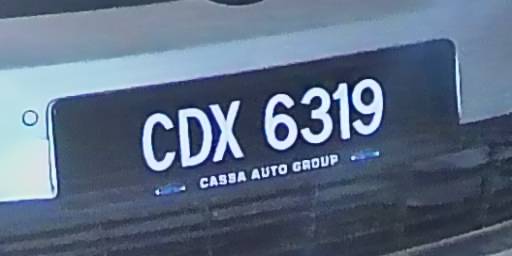 CDX 6319
CASSA AUTO GROUP